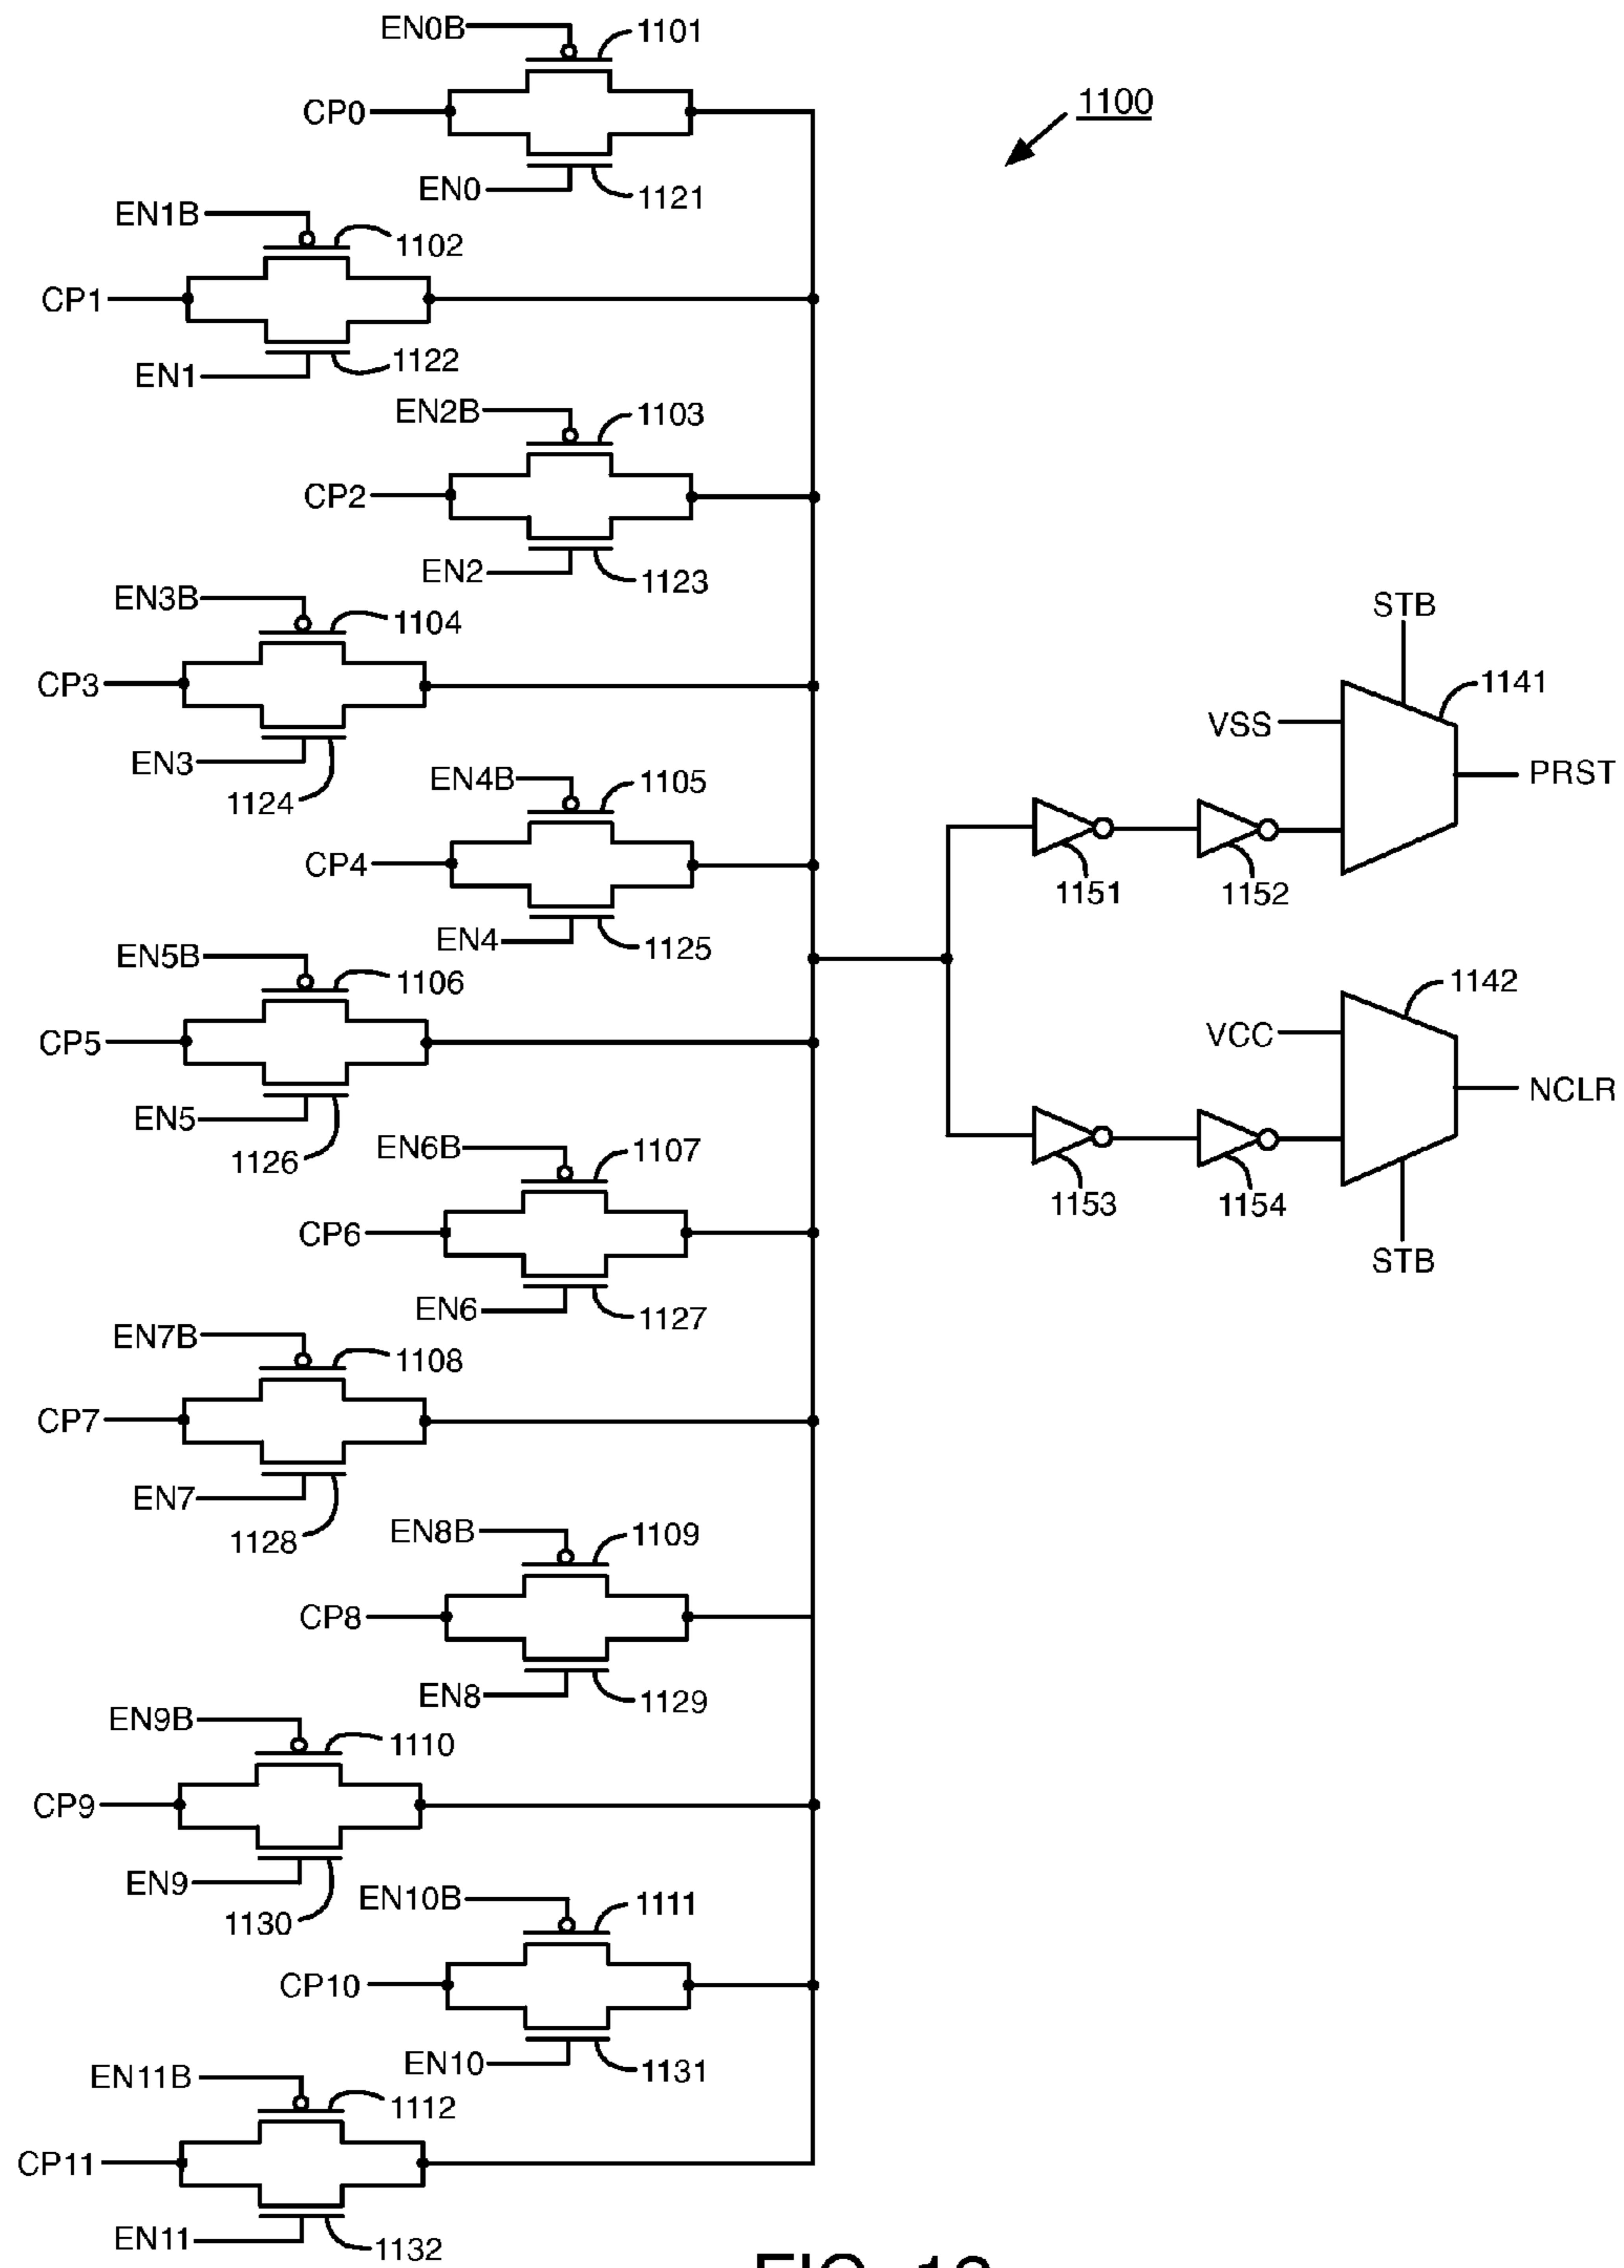 EN0B
1101
CP0
1100
EN0
1121
EN1B
1102
CP1
1122
EN1
EN2B
1103
CP2
EN2
1123
EN3B
1104
CP3
EN3
1124
EN4B
1105
CP4
EN4
1125
EN5B
1106
CP5
EN5
1126
EN6B
1107
CP6
EN6
1127
EN7B
1108
CP7
EN7
1128
EN8B
1109
CP8
EN8
1129
EN9B
1110
CP9
EN9
1130
EN10B
1111
CP10
EN10
1131
EN11B
1112
CP11
EN11
1132
STB
1141
VSS
PRST
1151
1152
1142
VCC
NCLR
1153
1154
STB